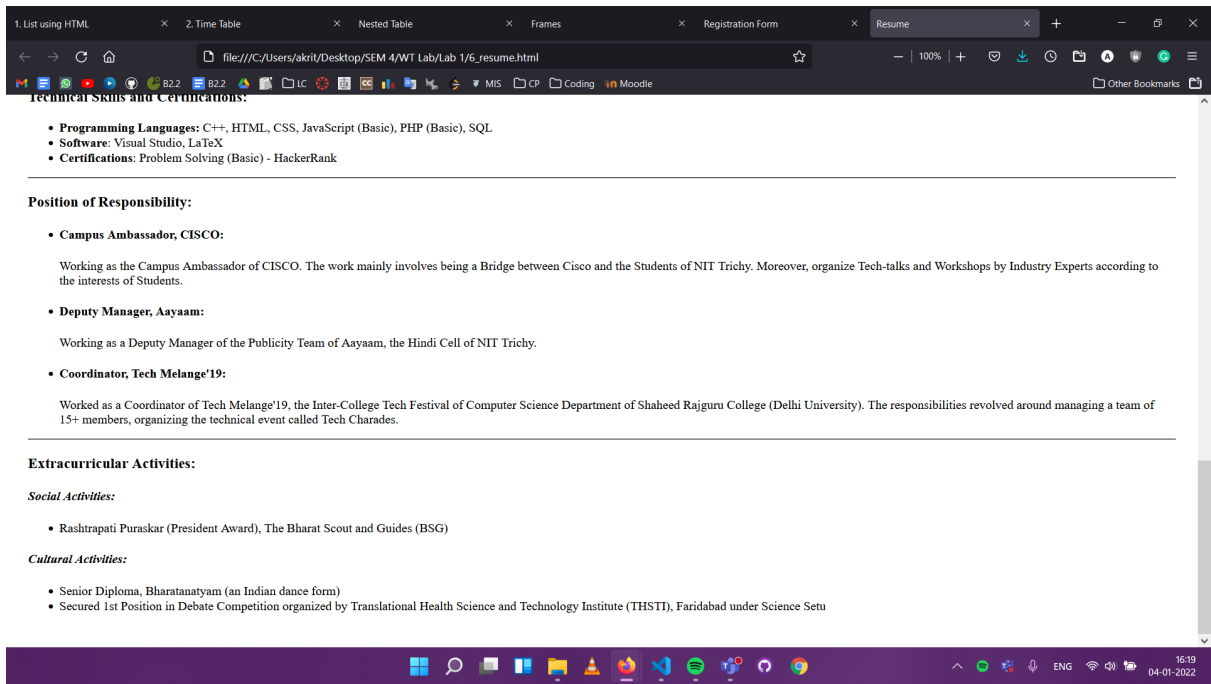 1. List using HTML
2. Time Table
Nested Table
Frames
Registration Form
Resume
file:///C:/Users/akrit/Desktop/SEM 4/WT Lab/Lab 1/6_resume.html
100%
B2.2
B2.2
LC
CC
MIS
CP
Coding
Moodle
Other Bookmarks
Technical Skills and Certifications:
• Programming Languages: C++, HTML, CSS, JavaScript (Basic), PHP (Basic), SQL
• Software: Visual Studio, LaTeX
• Certifications: Problem Solving (Basic) - HackerRank
Position of Responsibility:
• Campus Ambassador, CISCO:
Working as the Campus Ambassador of CISCO. The work mainly involves being a Bridge between Cisco and the Students of NIT Trichy. Moreover, organize Tech-talks and Workshops by Industry Experts according to
the interests of Students.
• Deputy Manager, Aayaam:
Working as a Deputy Manager of the Publicity Team of Aayaam, the Hindi Cell of NIT Trichy.
• Coordinator, Tech Melange'19:
Worked as a Coordinator of Tech Melange'19, the Inter-College Tech Festival of Computer Science Department of Shaheed Rajguru College (Delhi University). The responsibilities revolved around managing a team of
15+ members, organizing the technical event called Tech Charades.
Extracurricular Activities:
Social Activities:
• Rashtrapati Puraskar (President Award), The Bharat Scout and Guides (BSG)
Cultural Activities:
• Senior Diploma, Bharatanatyam (an Indian dance form)
• Secured 1st Position in Debate Competition organized by Translational Health Science and Technology Institute (THSTI), Faridabad under Science Setu
ENG
16:19
04-01-2022